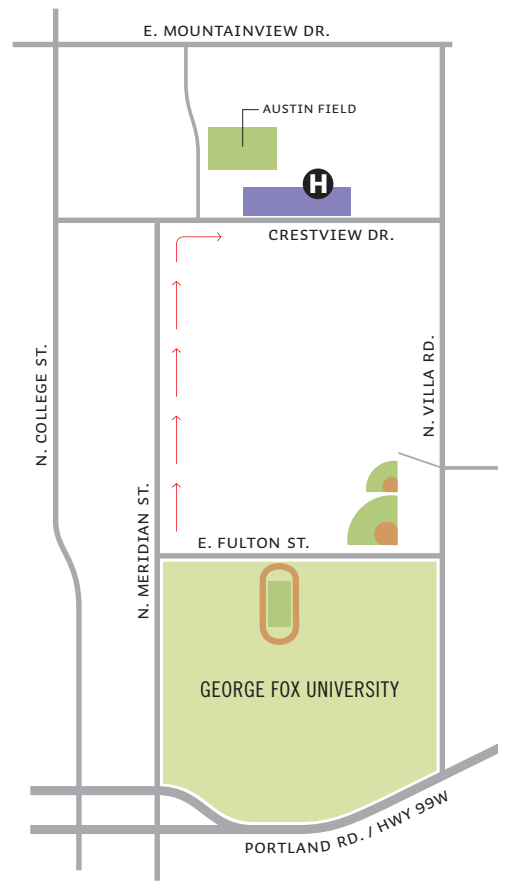 E. MOUNTAINVIEW DR.
AUSTIN FIELD
H
CRESTVIEW DR.
N. COLLEGE ST.
N. VILLA RD.
N. MERIDIAN ST.
E. FULTON ST.
GEORGE FOX UNIVERSITY
PORTLAND RD. / HWY 99W